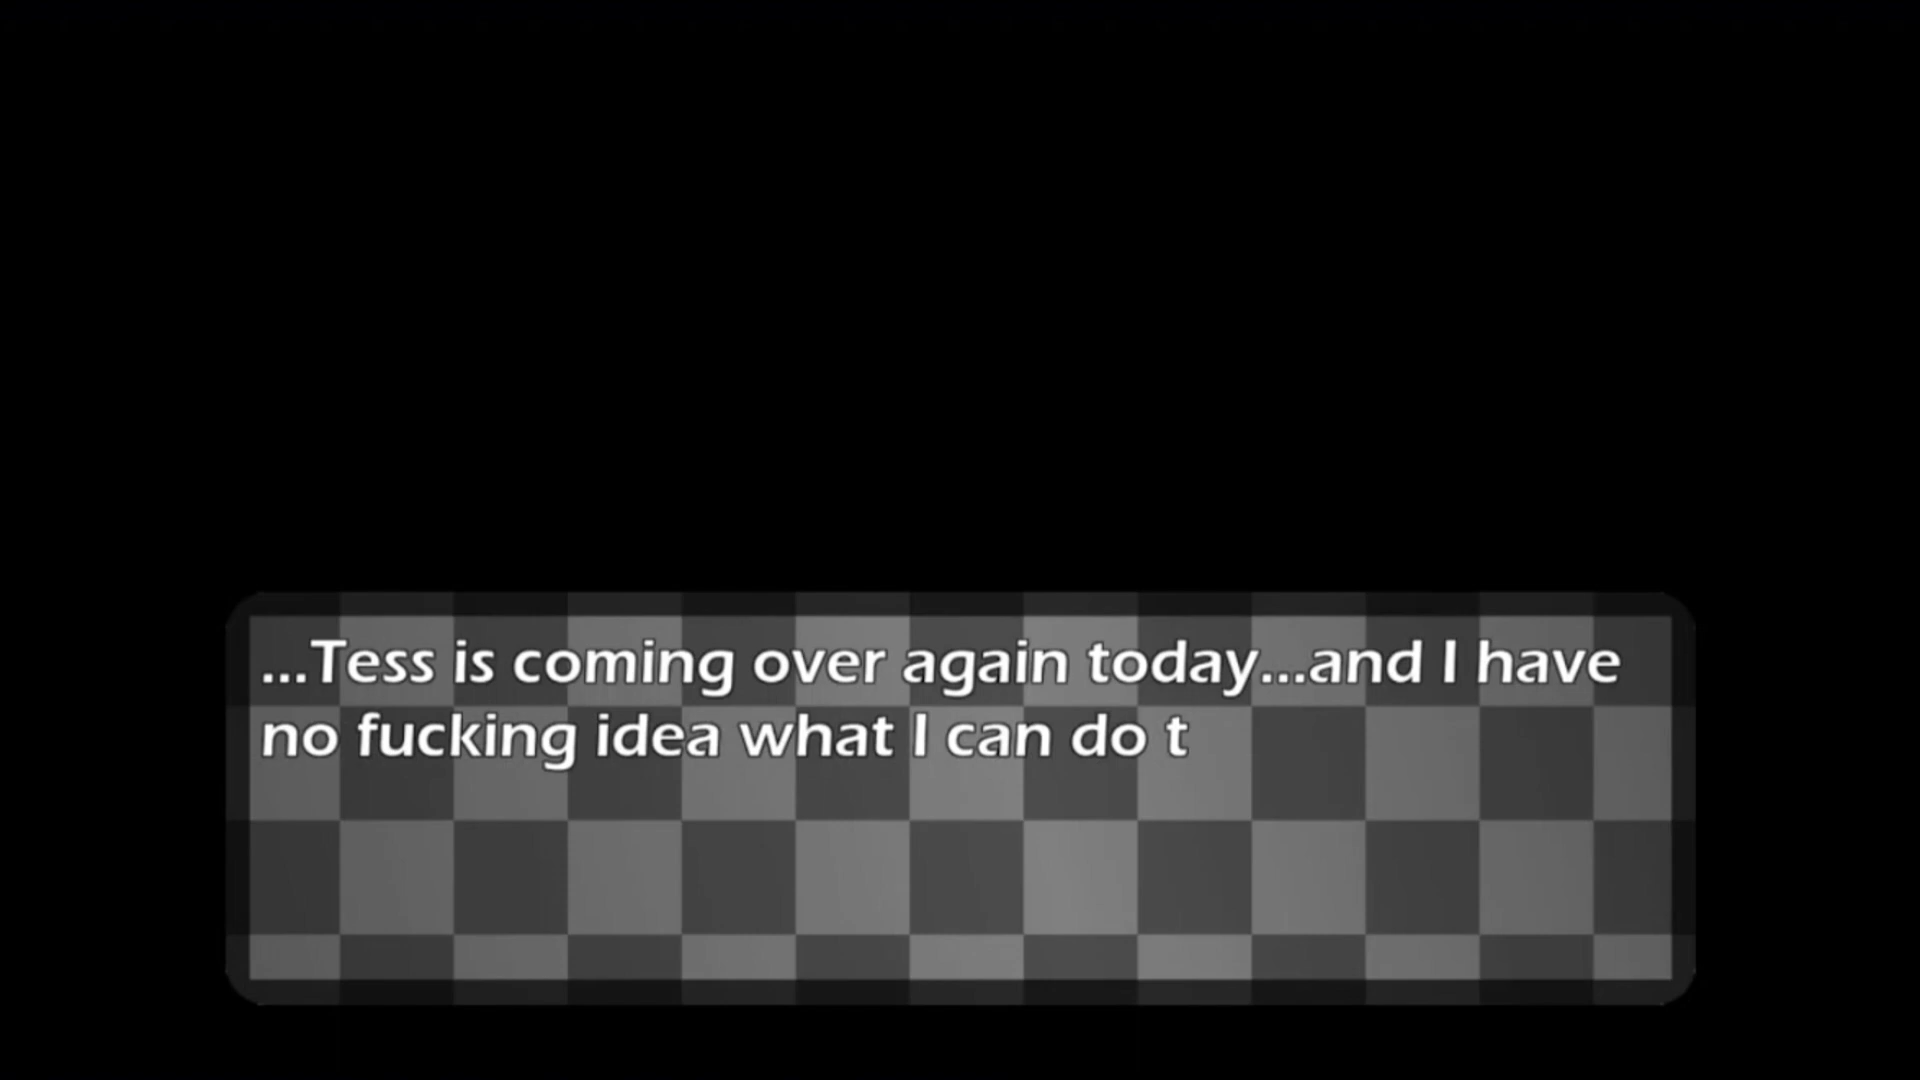 ...Tess is coming over again today...and I have
no fucking idea what I can do t